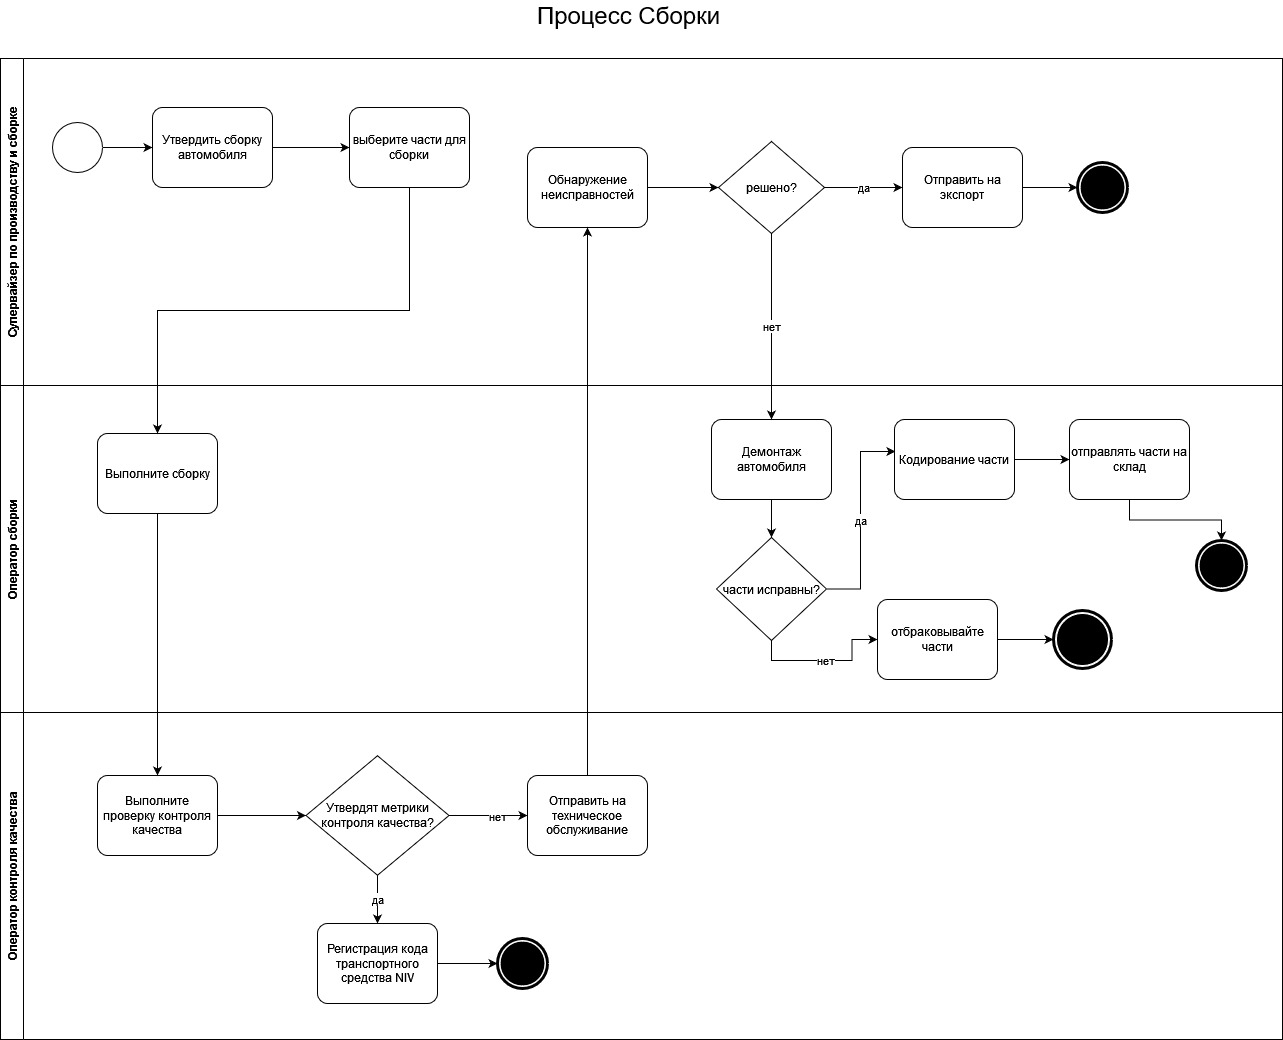 Процесс Сборки
Супервайзер по производству и сборке
Утвердить сборку
автомобиля
выберите части для
сборки
Обнаружение
неисправностей
решено?
да
Отправить на
экспорт
нет
Оператор сборки
Выполните сборку
Демонтаж
автомобиля
Кодирование части
отправлять части на
склад
да
части исправны?
нет
отбраковывайте
части
Оператор контроля качества
Выполните
проверку контроля
качества
Утвердят метрики
контроля качества?
нет
Отправить на
техническое
обслуживание
да
Регистрация кода
транспортного
средства NIV